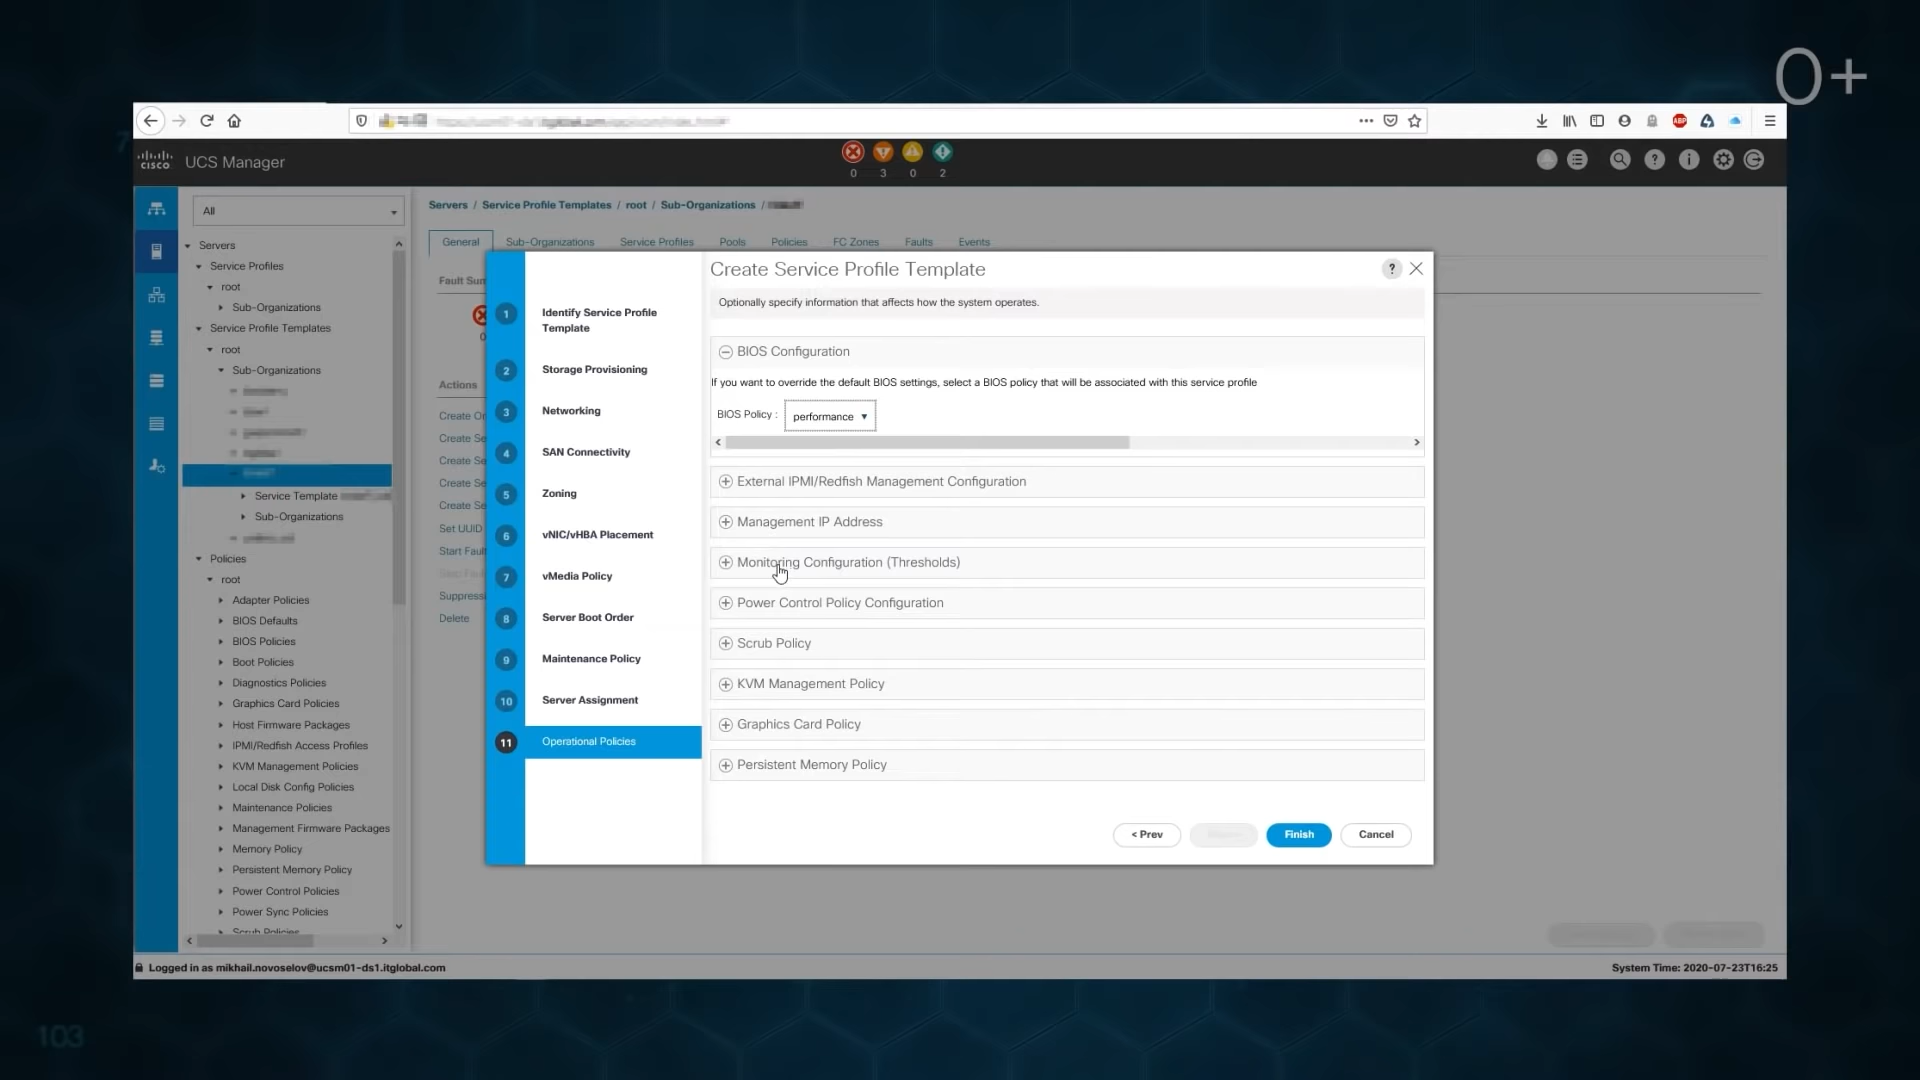 0+
CISCO UCS Manager
0 3 0 2
All
Servers
Service Profiles
root
Sub-Organizations
Service Profile Templates
root
Sub-Organizations
Service Template
Sub-Organizations
Policies
root
Adapter Policies
BIOS Defaults
BIOS Policies
Boot Policies
Diagnostics Policies
Graphics Card Policies
Host Firmware Packages
IPMI/Redfish Access Profiles
KVM Management Policies
Local Disk Config Policies
Maintenance Policies
Management Firmware Packages
Memory Policy
Persistent Memory Policy
Power Control Policies
Power Sync Policies
Scrub Policies
Servers / Service Profile Templates / root / Sub-Organizations /
General Sub-Organizations Service Profiles Pools Policies FC Zones Faults Events
Fault Sum
0
Actions
Create Or
Create Se
Create Se
Create Se
Create Se
Set UUID
Start Fau
Suppress
Delete
1 Identify Service Profile
Template
2 Storage Provisioning
3 Networking
4 SAN Connectivity
5 Zoning
6 vNIC/vHBA Placement
7 vMedia Policy
8 Server Boot Order
9 Maintenance Policy
10 Server Assignment
11 Operational Policies
Create Service Profile Template
?
Optionally specify information that affects how the system operates.
BIOS Configuration
If you want to override the default BIOS settings, select a BIOS policy that will be associated with this service profile
BIOS Policy : performance
External IPMI/Redfish Management Configuration
Management IP Address
Monitoring Configuration (Thresholds)
Power Control Policy Configuration
Scrub Policy
KVM Management Policy
Graphics Card Policy
Persistent Memory Policy
< Prev Finish Cancel
Logged in as mikhail.novoselov@ucsm01-ds1.itglobal.com
System Time: 2020-07-23T16:25
103